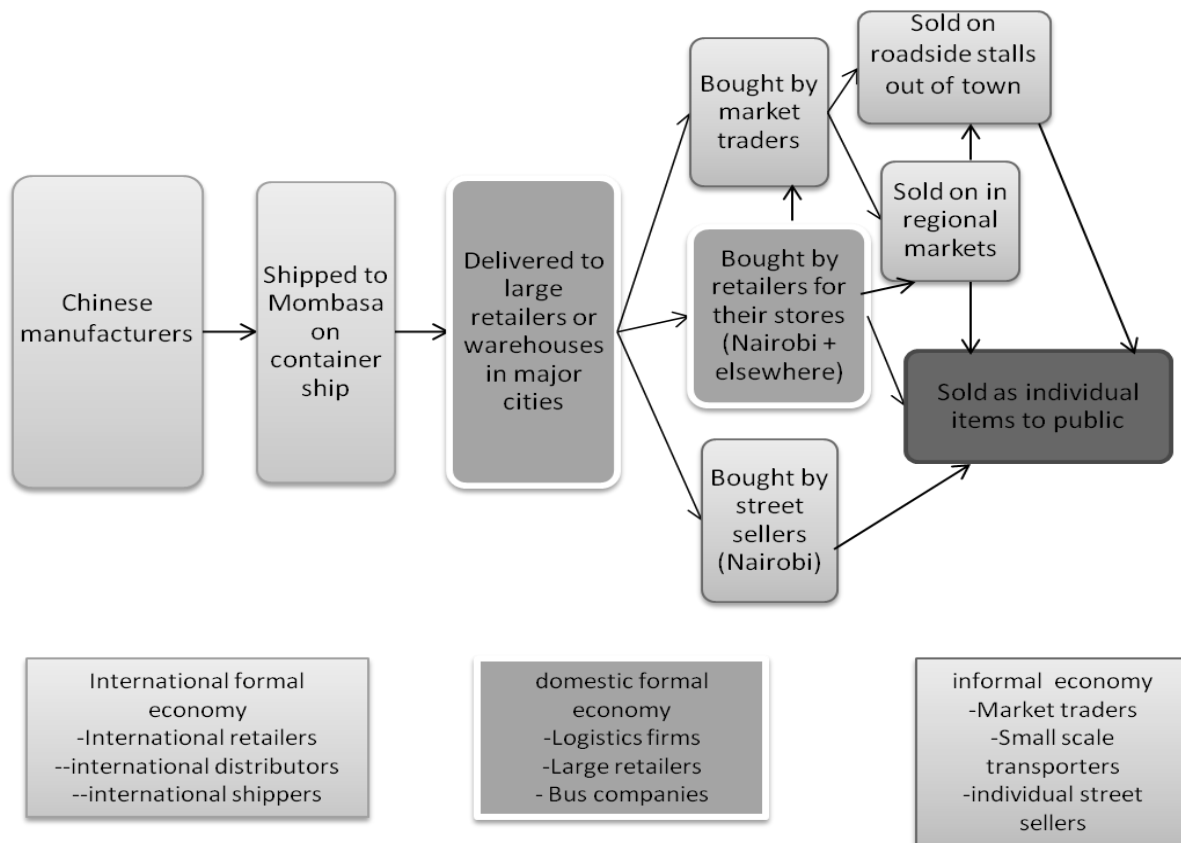 Chinese
manufacturers
Shipped to
Mombasa
on
container
ship
Delivered to
large
retailers or
warehouses
in major
cities
Bought by
market
traders
Bought by
retailers for
their stores
(Nairobi +
elsewhere)
Bought by
street
sellers
(Nairobi)
Sold on
roadside stalls
out of town
Sold on in
regional
markets
Sold as individual
items to public
International formal
economy
-International retailers
--international distributors
--international shippers
domestic formal
economy
-Logistics firms
-Large retailers
- Bus companies
informal economy
-Market traders
-Small scale
transporters
-individual street
sellers